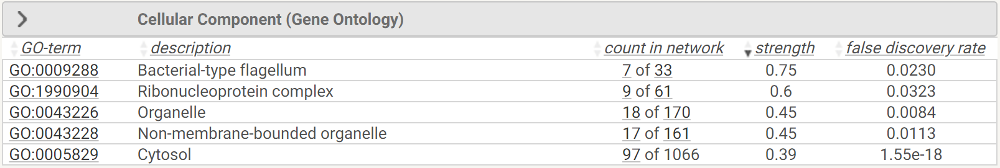 Cellular Component (Gene Ontology)
GO-term description count in network strength false discovery rate
GO:0009288 Bacterial-type flagellum 7 of 33 0.75 0.0230
GO:1990904 Ribonucleoprotein complex 9 of 61 0.6 0.0323
GO:0043226 Organelle 18 of 170 0.45 0.0084
GO:0043228 Non-membrane-bounded organelle 17 of 161 0.45 0.0113
GO:0005829 Cytosol 97 of 1066 0.39 1.55e-18